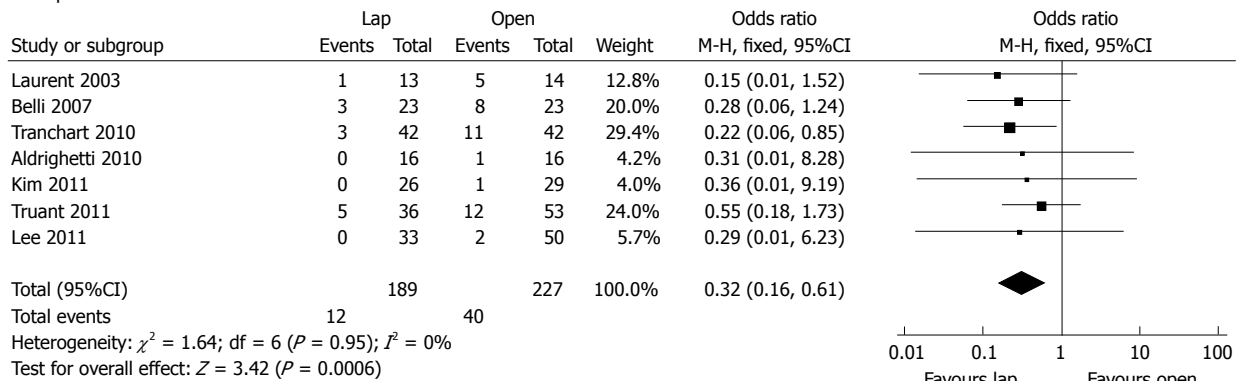 Lap Open Odds ratio Odds ratio
Study or subgroup Events Total Events Total Weight M-H, fixed, 95%CI M-H, fixed, 95%CI
Laurent 2003 1 13 5 14 12.8% 0.15 (0.01, 1.52)
Belli 2007 3 23 8 23 20.0% 0.28 (0.06, 1.24)
Tranchart 2010 3 42 11 42 29.4% 0.22 (0.06, 0.85)
Aldrighetti 2010 0 16 1 16 4.2% 0.31 (0.01, 8.28)
Kim 2011 0 26 1 29 4.0% 0.36 (0.01, 9.19)
Truant 2011 5 36 12 53 24.0% 0.55 (0.18, 1.73)
Lee 2011 0 33 2 50 5.7% 0.29 (0.01, 6.23)
Total (95%CI) 189 227 100.0% 0.32 (0.16, 0.61)
Total events 12 40
Heterogeneity: χ² = 1.64; df = 6 (P = 0.95); I² = 0%
Test for overall effect: Z = 3.42 (P = 0.0006)
0.01 0.1 1 10 100
Favours lap Favours open